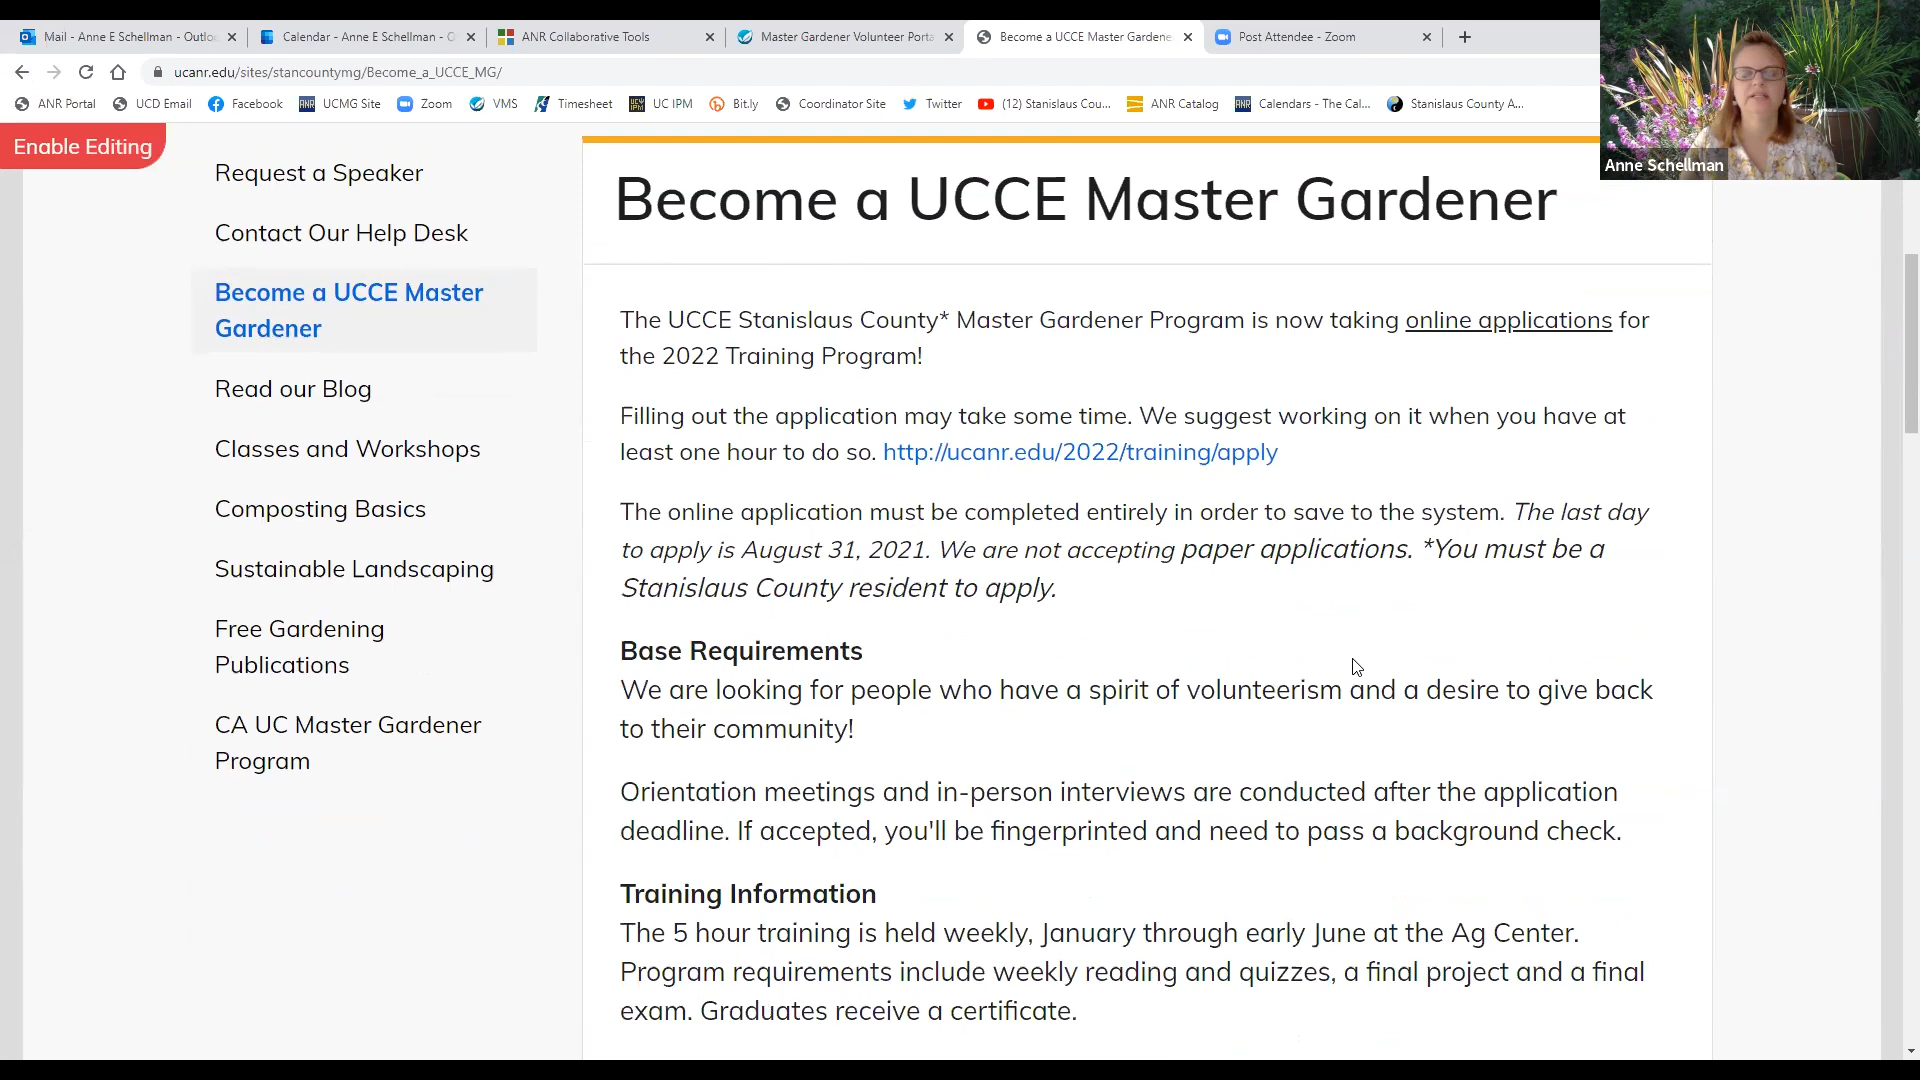 Mail - Anne E Schellman - Outlo
Calendar - Anne E Schellman - O
ANR Collaborative Tools
Master Gardener Volunteer Porta
Become a UCCE Master Gardene
Post Attendee - Zoom
ucanr.edu/sites/stancountymg/Become_a_UCCE_MG/
ANR Portal
UCD Email
Facebook
UCMG Site
Zoom
VMS
Timesheet
UC IPM
Bit.ly
Coordinator Site
Twitter
(12) Stanislaus Cou...
ANR Catalog
Calendars - The Cal...
Stanislaus County A...
Anne Schellman
Enable Editing
Request a Speaker
Contact Our Help Desk
Become a UCCE Master
Gardener
Read our Blog
Classes and Workshops
Composting Basics
Sustainable Landscaping
Free Gardening
Publications
CA UC Master Gardener
Program
Become a UCCE Master Gardener
The UCCE Stanislaus County* Master Gardener Program is now taking online applications for
the 2022 Training Program!
Filling out the application may take some time. We suggest working on it when you have at
least one hour to do so. http://ucanr.edu/2022/training/apply
The online application must be completed entirely in order to save to the system. The last day
to apply is August 31, 2021. We are not accepting paper applications. *You must be a
Stanislaus County resident to apply.
Base Requirements
We are looking for people who have a spirit of volunteerism and a desire to give back
to their community!
Orientation meetings and in-person interviews are conducted after the application
deadline. If accepted, you'll be fingerprinted and need to pass a background check.
Training Information
The 5 hour training is held weekly, January through early June at the Ag Center.
Program requirements include weekly reading and quizzes, a final project and a final
exam. Graduates receive a certificate.